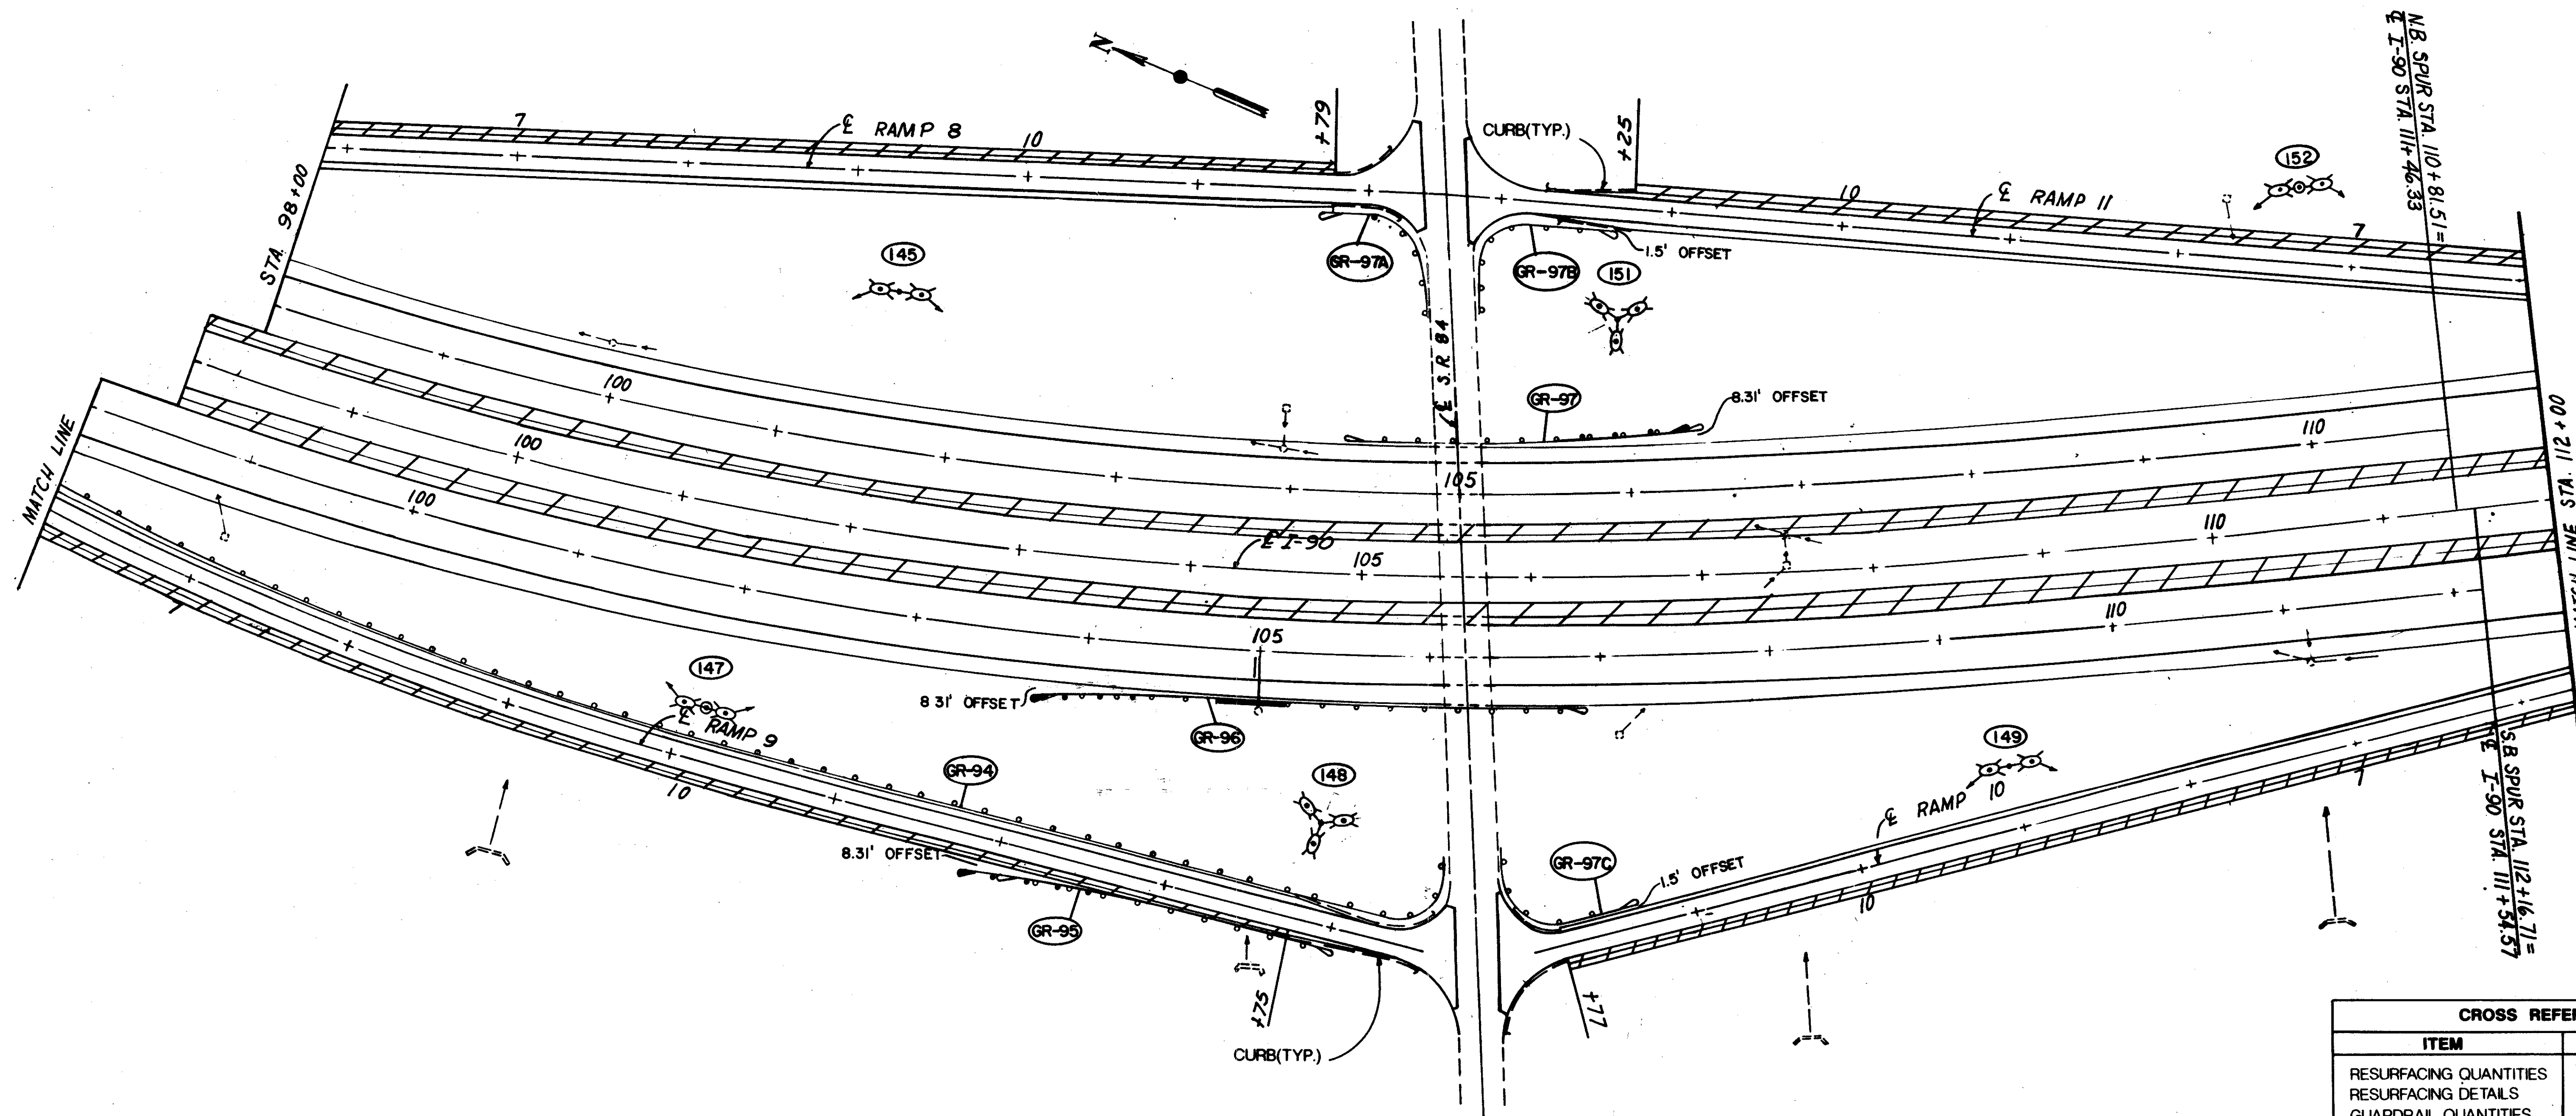 N
STA. 98+00
7
℄ RAMP 8
10
+79
CURB(TYP.)
+25
10
℄ RAMP 11
7
152
N.B. SPUR STA. 110+81.51=
℄ I-90 STA. 111+46.33
145
GR-97A
GR-97B
1.5' OFFSET
151
℄ S.R. 84
GR-97
8.31' OFFSET
MATCH LINE
100
100
100
105
110
℄ I-90
105
110
105
110
STA. 112+00
7
147
℄ RAMP 9
8.31' OFFSET
GR-96
GR-94
10
148
8.31' OFFSET
GR-95
+75
CURB(TYP.)
GR-97C
1.5' OFFSET
149
℄ RAMP 10
10
7
+77
S.B. SPUR STA. 112+16.71=
℄ I-90 STA. 111+54.57
CROSS REFE
ITEM
RESURFACING QUANTITIES
RESURFACING DETAILS
GUARDRAIL QUANTITIES